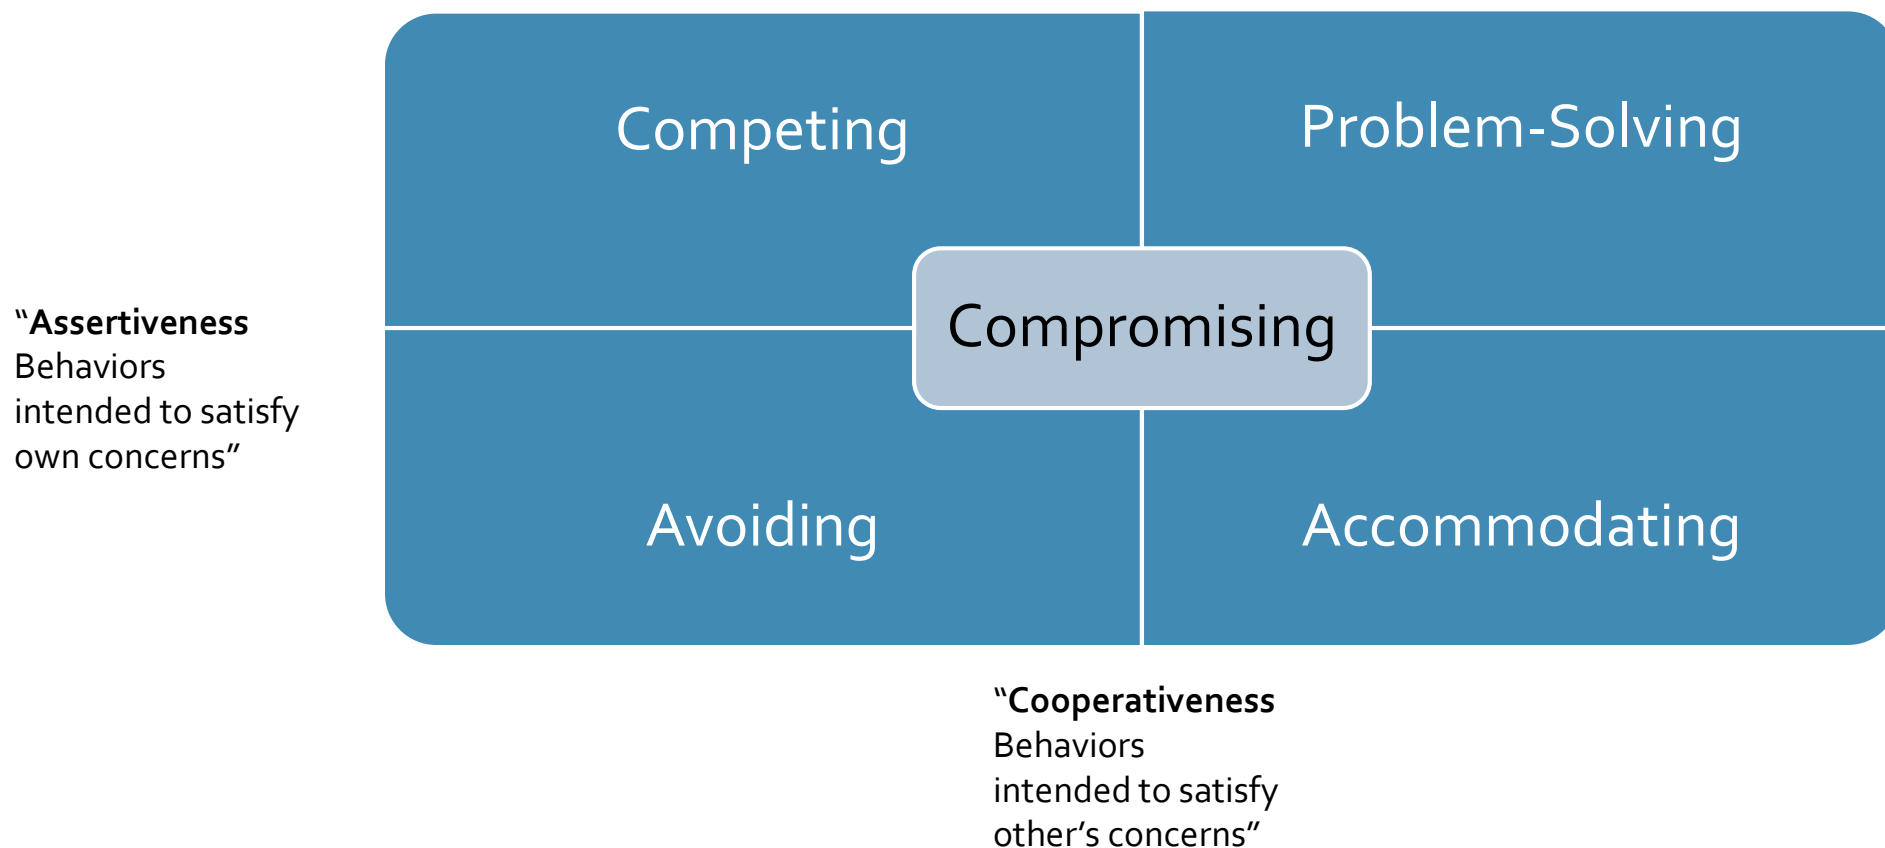 Competing
Problem-Solving
Compromising
“Assertiveness
Behaviors
intended to satisfy
own concerns”
Avoiding
Accommodating
“Cooperativeness
Behaviors
intended to satisfy
other’s concerns”